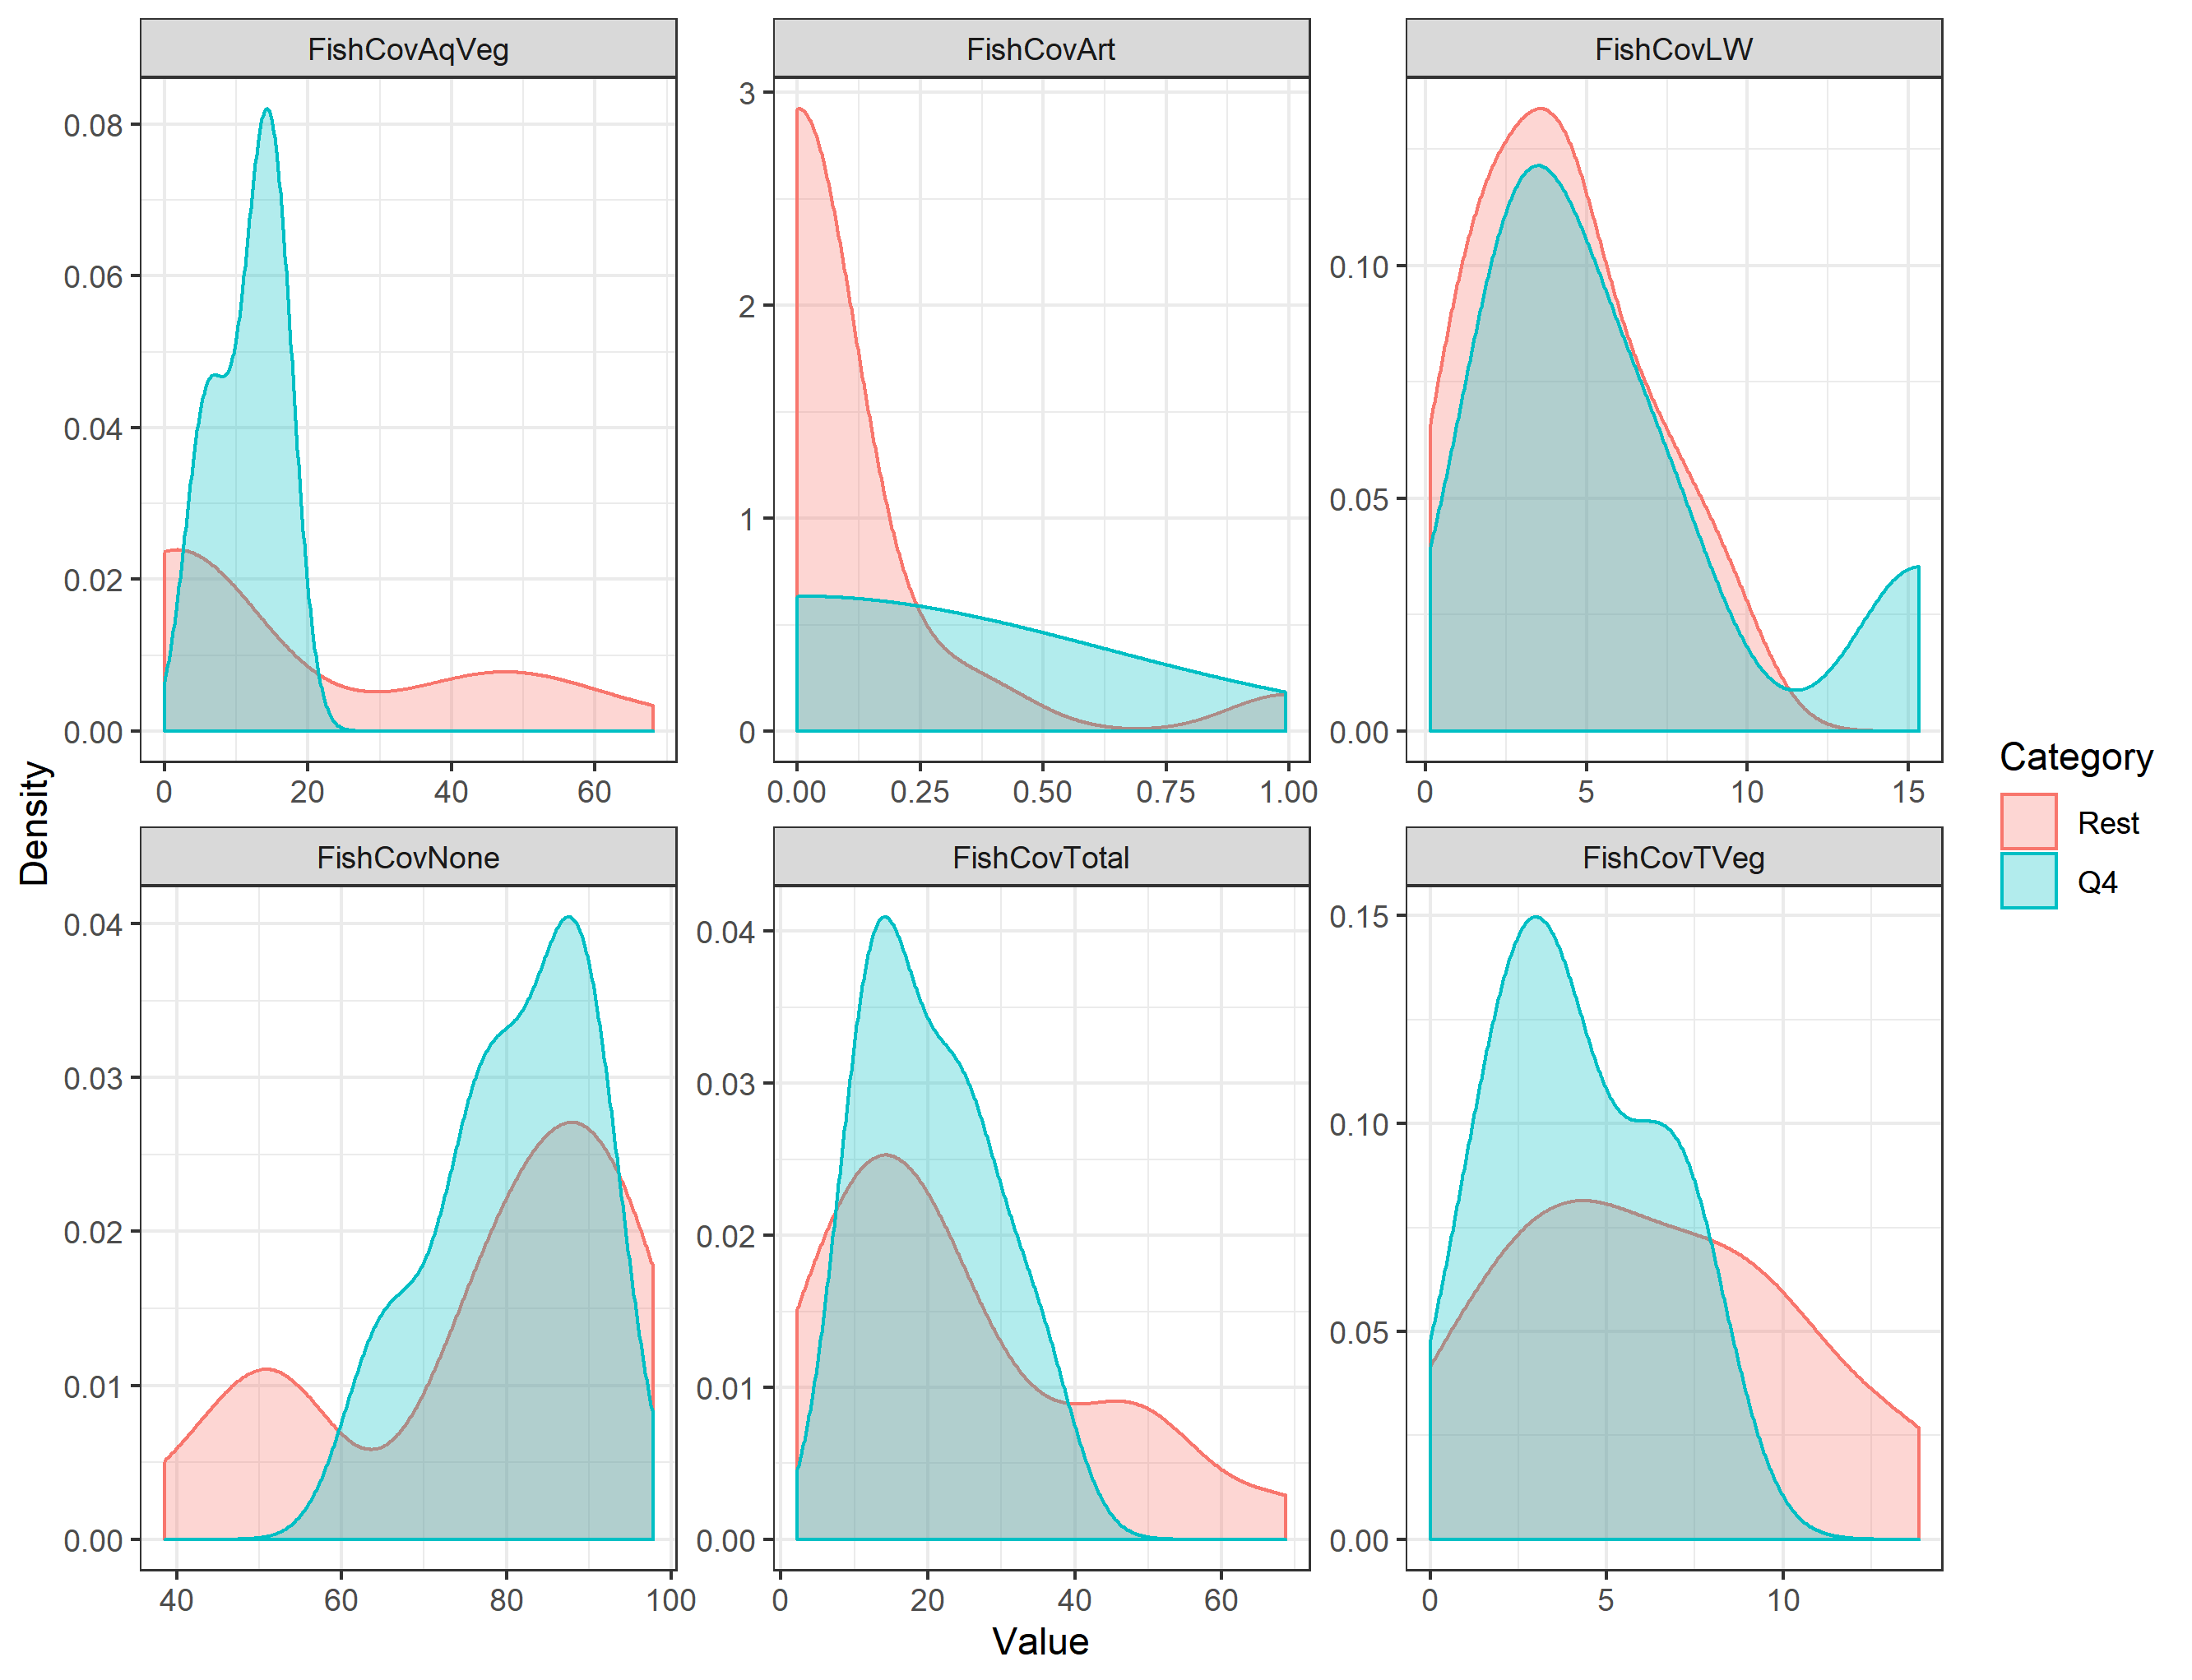 FishCovAqVeg FishCovArt FishCovLW
0.08
0.06
0.04
0.02
0.00
3
2
1
0
0.10
0.05
0.00
0 20 40 60
0.00 0.25 0.50 0.75 1.00
0 5 10 15
FishCovNone FishCovTotal FishCovTVeg
0.04
0.03
0.02
0.01
0.00
0.04
0.03
0.02
0.01
0.00
0.15
0.10
0.05
0.00
40 60 80 100
0 20 40 60
0 5 10
Density
Value
Category
Rest
Q4